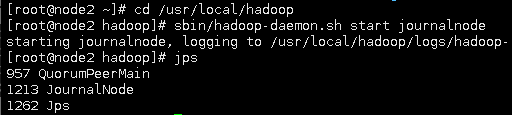 [root@node2 ~]# cd /usr/local/hadoop
[root@node2 hadoop]# sbin/hadoop-daemon.sh start journalnode
starting journalnode, logging to /usr/local/hadoop/logs/hadoop-
[root@node2 hadoop]# jps
957 QuorumPeerMain
1213 JournalNode
1262 Jps